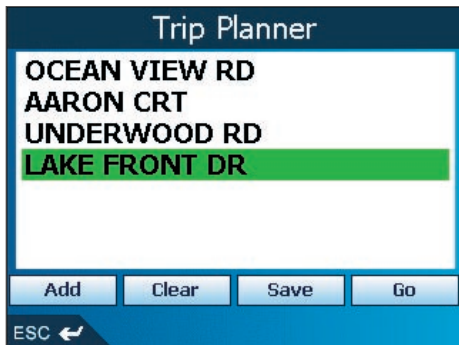 Trip Planner
OCEAN VIEW RD
AARON CRT
UNDERWOOD RD
LAKE FRONT DR
Add Clear Save Go
ESC